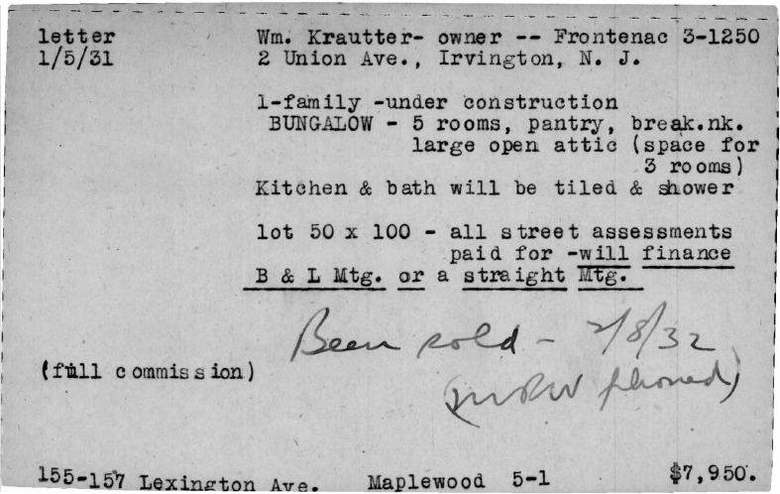 letter Wm. Krautter- owner -- Frontenac 3-1250
1/5/31 2 Union Ave., Irvington, N. J.
1-family -under construction
BUNGALOW - 5 rooms, pantry, break.nk.
large open attic (space for
3 rooms)
Kitchen & bath will be tiled & shower
lot 50 x 100 - all street assessments
paid for -will finance
B & L Mtg. or a straight Mtg.
Been sold - 2/8/32
(full commission)
phoned)
155-157 Lexington Ave. Maplewood 5-1 $7,950.